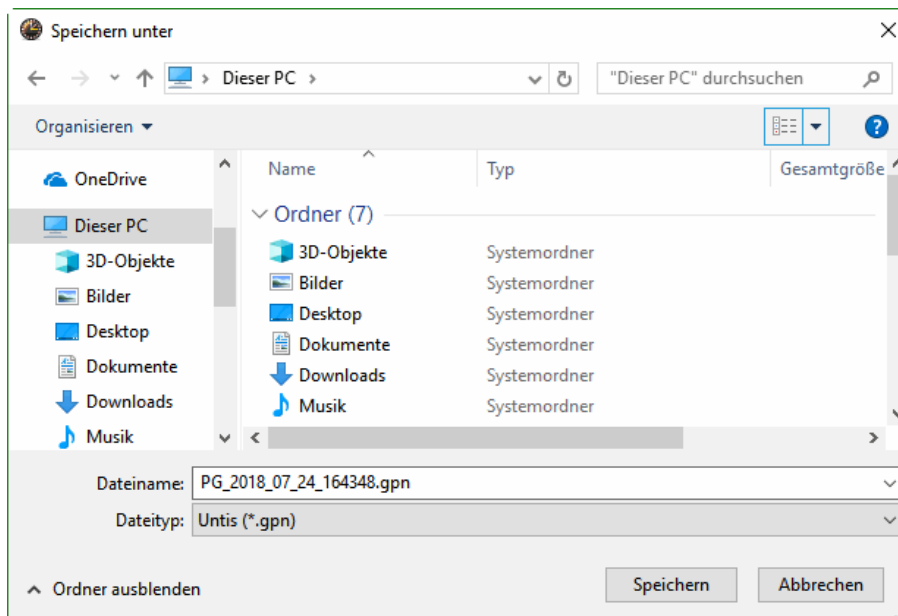 Speichern unter
Dieser PC
"Dieser PC" durchsuchen
Organisieren
OneDrive
Dieser PC
3D-Objekte
Bilder
Desktop
Dokumente
Downloads
Musik
Name Typ Gesamtgröße
Ordner (7)
3D-Objekte Systemordner
Bilder Systemordner
Desktop Systemordner
Dokumente Systemordner
Downloads Systemordner
Musik Systemordner
Dateiname: PG_2018_07_24_164348.gpn
Dateityp: Untis (*.gpn)
Ordner ausblenden Speichern Abbrechen